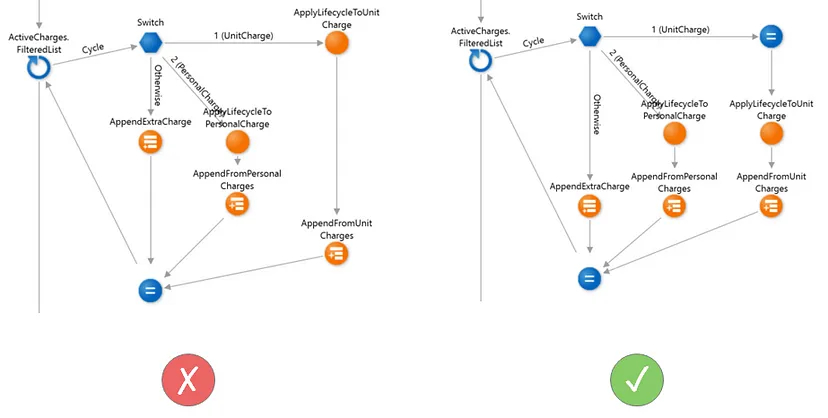 ApplyLifecycleToUnit
Charge
Switch
ActiveCharges.
FilteredList
Cycle
1 (UnitCharge)
Otherwise
2 (PersonalCharge)
ApplyLifecycleTo
PersonalCharge
AppendExtraCharge
AppendFromPersonal
Charges
AppendFromUnit
Charges
Switch
ActiveCharges.
FilteredList
Cycle
1 (UnitCharge)
Otherwise
2 (PersonalCharge)
ApplyLifecycleTo
PersonalCharge
ApplyLifecycleToUnit
Charge
AppendExtraCharge
AppendFromPersonal
Charges
AppendFromUnit
Charges